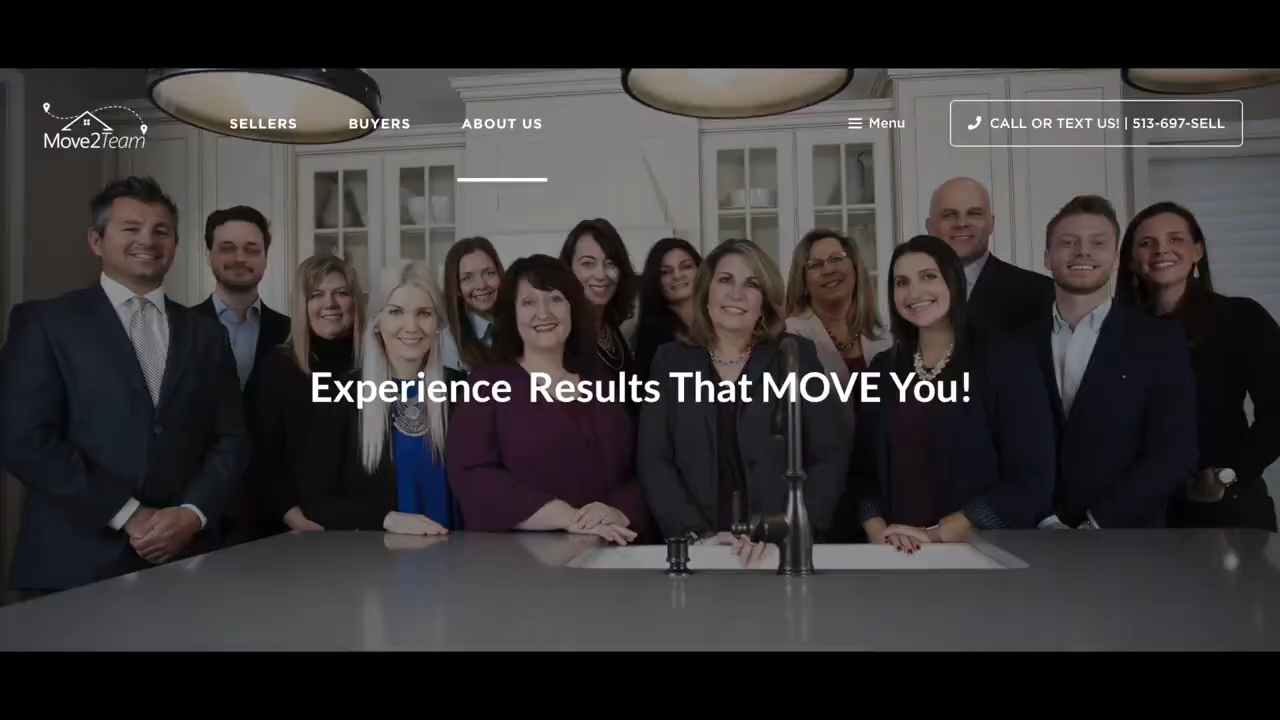 Move2Team
SELLERS
BUYERS
ABOUT US
Menu
CALL OR TEXT US! | 513-697-SELL
Experience Results That MOVE You!